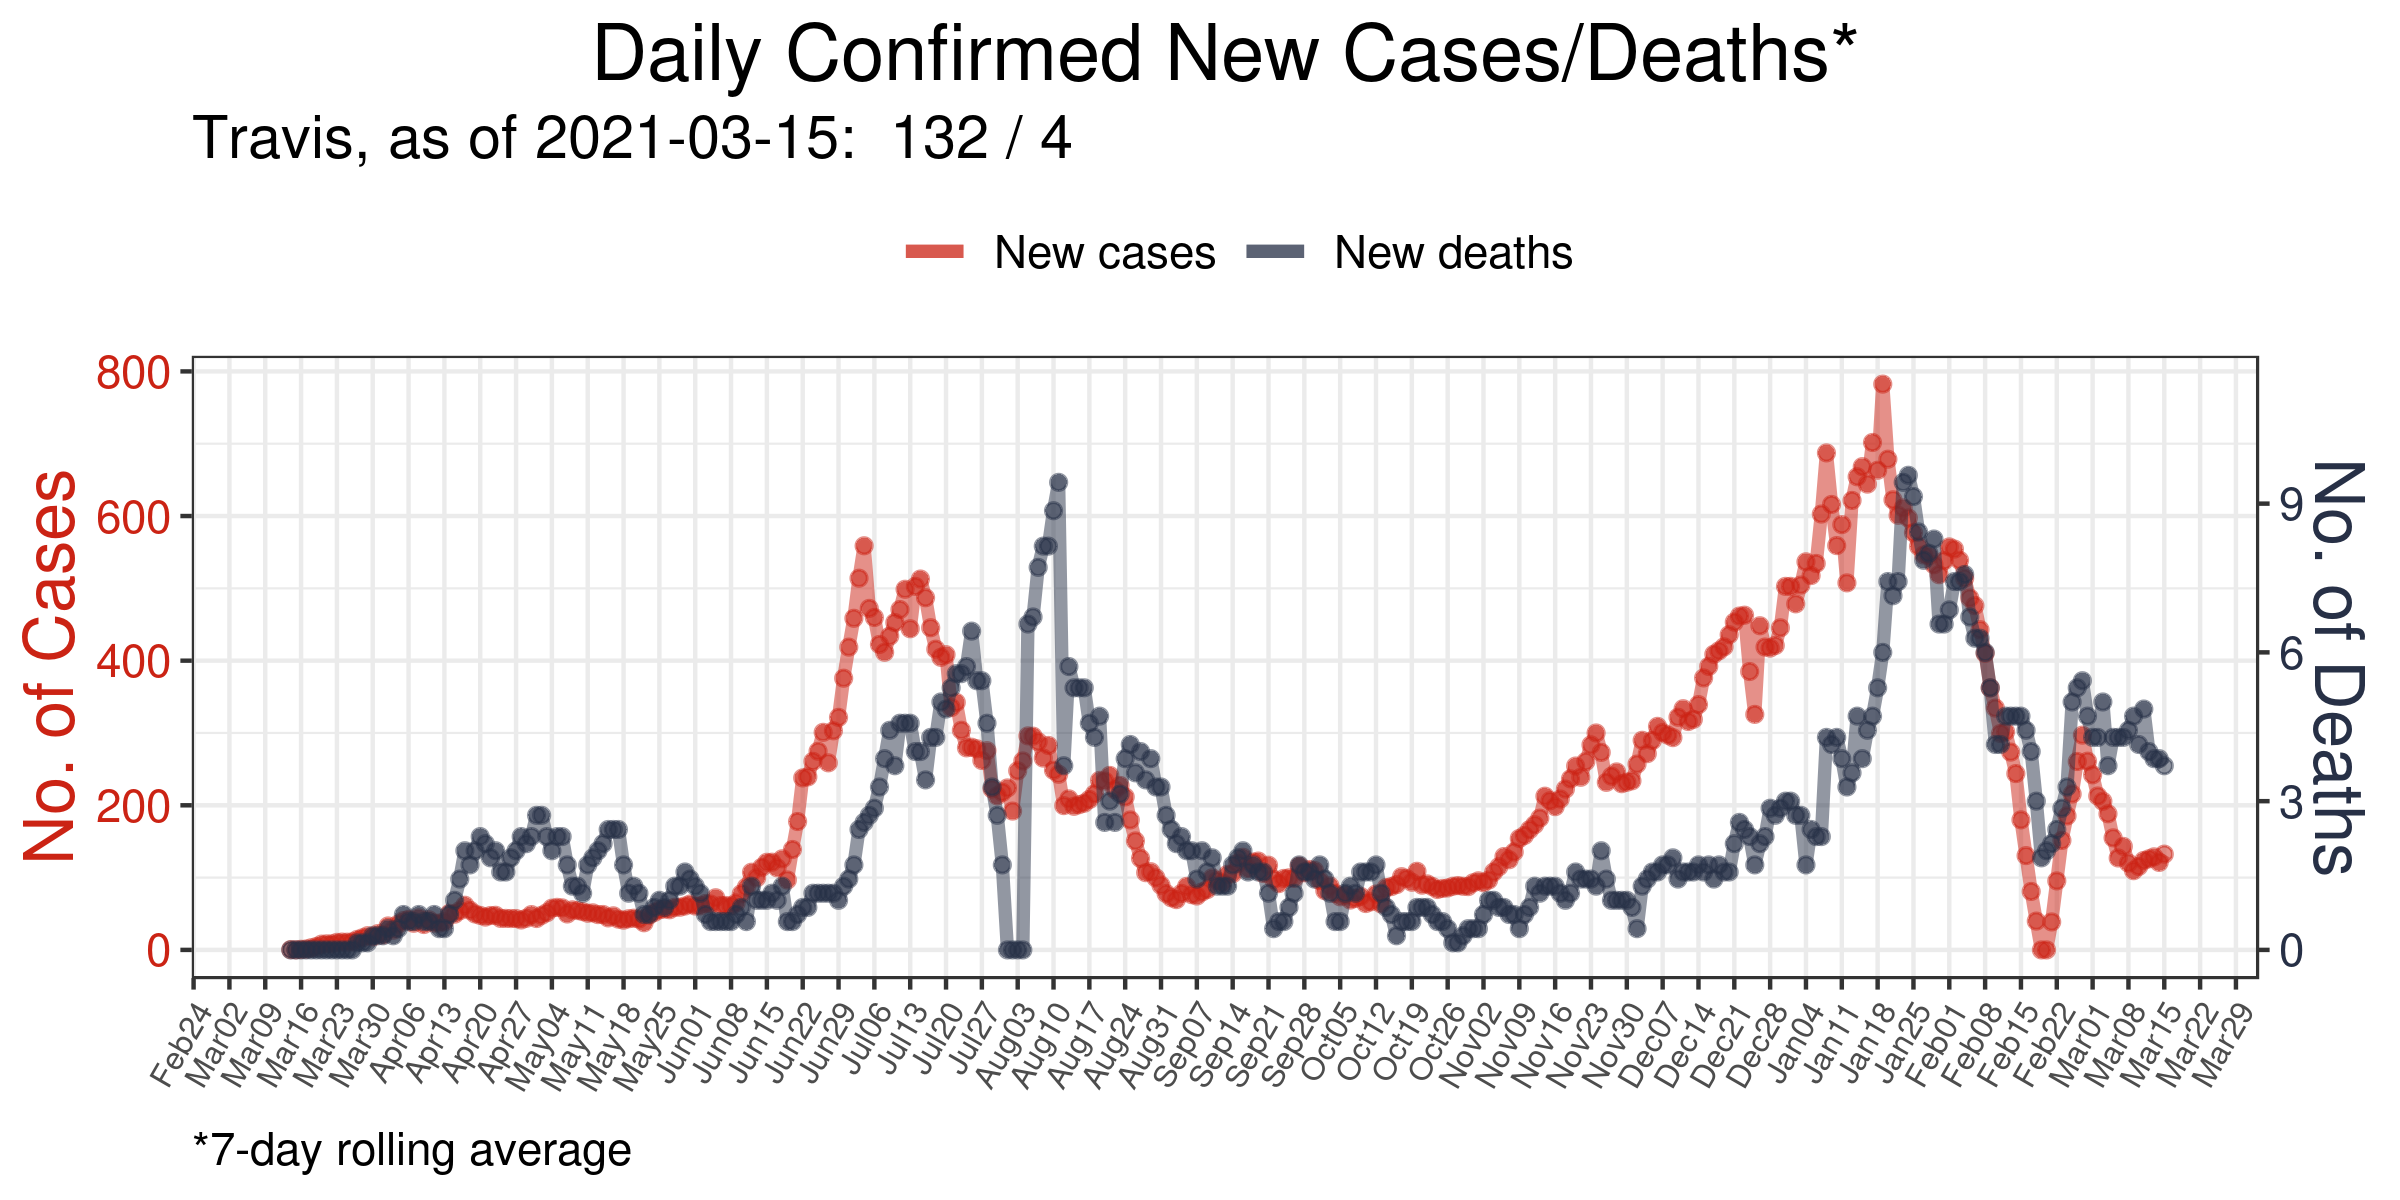 Daily Confirmed New Cases/Deaths*
Travis, as of 2021-03-15:  132 / 4
New cases
New deaths
No. of Cases
800
600
400
200
0
No. of Deaths
9
6
3
0
Feb24
Mar02
Mar09
Mar16
Mar23
Mar30
Apr06
Apr13
Apr20
Apr27
May04
May11
May18
May25
Jun01
Jun08
Jun15
Jun22
Jun29
Jul06
Jul13
Jul20
Jul27
Aug03
Aug10
Aug17
Aug24
Aug31
Sep07
Sep14
Sep21
Sep28
Oct05
Oct12
Oct19
Oct26
Nov02
Nov09
Nov16
Nov23
Nov30
Dec07
Dec14
Dec21
Dec28
Jan04
Jan11
Jan18
Jan25
Feb01
Feb08
Feb15
Feb22
Mar01
Mar08
Mar15
Mar22
Mar29
*7-day rolling average